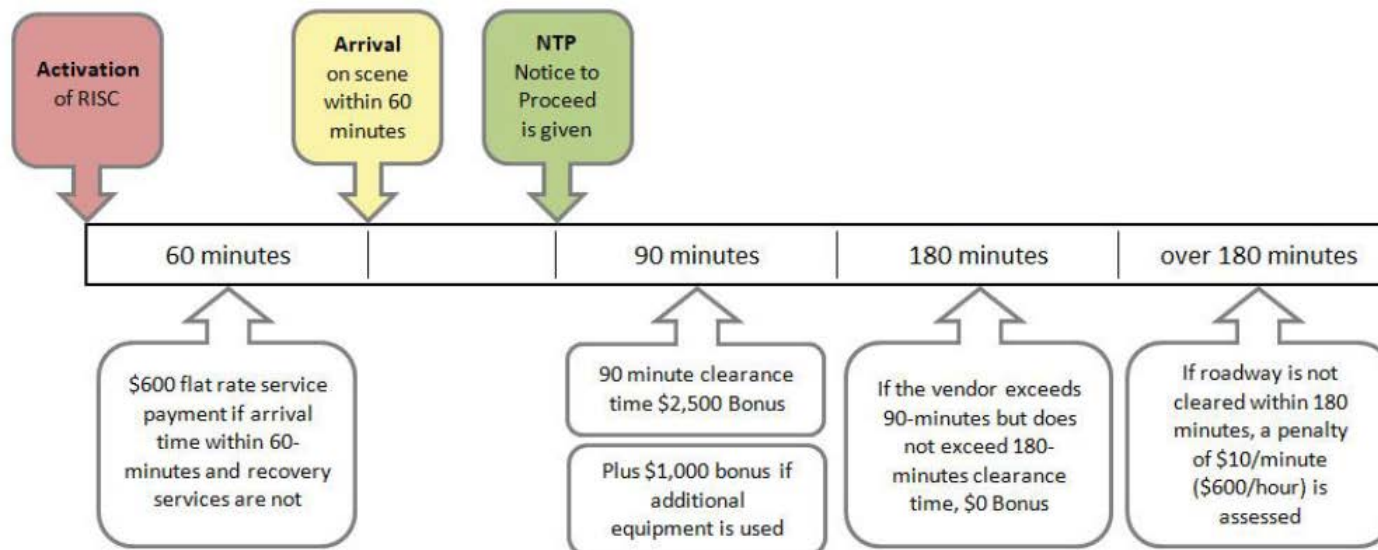 Activation
of RISC
Arrival
on scene
within 60
minutes
NTP
Notice to
Proceed
is given
60 minutes
90 minutes
180 minutes
over 180 minutes
$600 flat rate service
payment if arrival
time within 60-
minutes and recovery
services are not
90 minute clearance
time $2,500 Bonus
Plus $1,000 bonus if
additional
equipment is used
If the vendor exceeds
90-minutes but does
not exceed 180-
minutes clearance
time, $0 Bonus
If roadway is not
cleared within 180
minutes, a penalty
of $10/minute
($600/hour) is
assessed